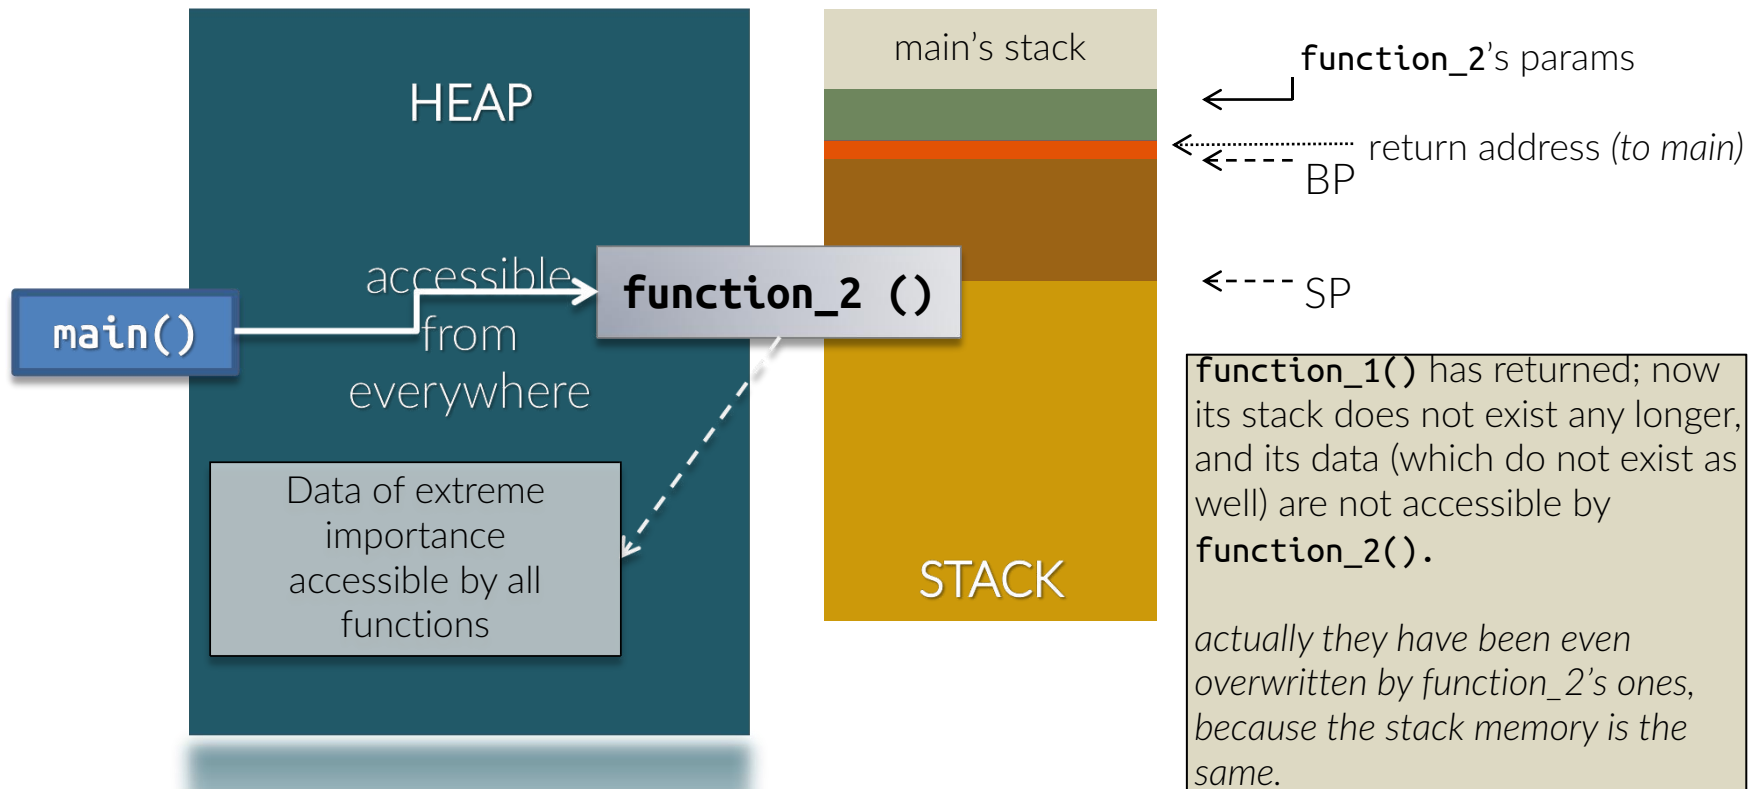 HEAP
accessible
from
everywhere
main()
function_2 ()
Data of extreme
importance
accessible by all
functions
main’s stack
STACK
function_2’s params
return address (to main)
BP
SP
function_1() has returned; now
its stack does not exist any longer,
and its data (which do not exist as
well) are not accessible by
function_2().
actually they have been even
overwritten by function_2’s ones,
because the stack memory is the
same.